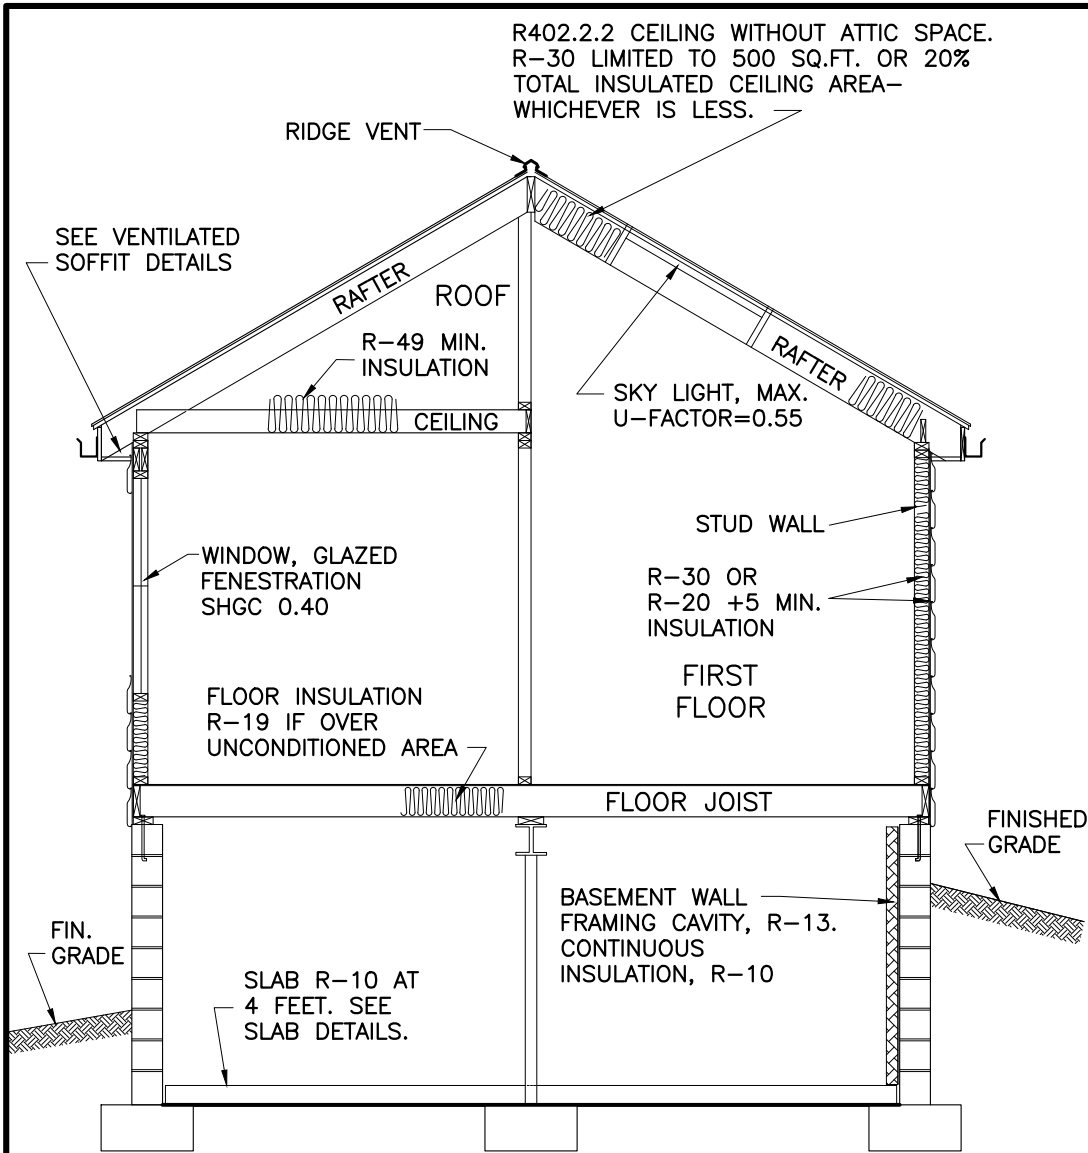 R402.2.2 CEILING WITHOUT ATTIC SPACE.
R-30 LIMITED TO 500 SQ.FT. OR 20%
TOTAL INSULATED CEILING AREA-
WHICHEVER IS LESS.
RIDGE VENT
SEE VENTILATED
SOFFIT DETAILS
RAFTER
ROOF
R-49 MIN.
INSULATION
CEILING
RAFTER
SKY LIGHT, MAX.
U-FACTOR=0.55
STUD WALL
WINDOW, GLAZED
FENESTRATION
SHGC 0.40
R-30 OR
R-20 +5 MIN.
INSULATION
FIRST
FLOOR
FLOOR INSULATION
R-19 IF OVER
UNCONDITIONED AREA
FLOOR JOIST
FINISHED
GRADE
BASEMENT WALL
FRAMING CAVITY, R-13.
CONTINUOUS
INSULATION, R-10
FIN.
GRADE
SLAB R-10 AT
4 FEET. SEE
SLAB DETAILS.